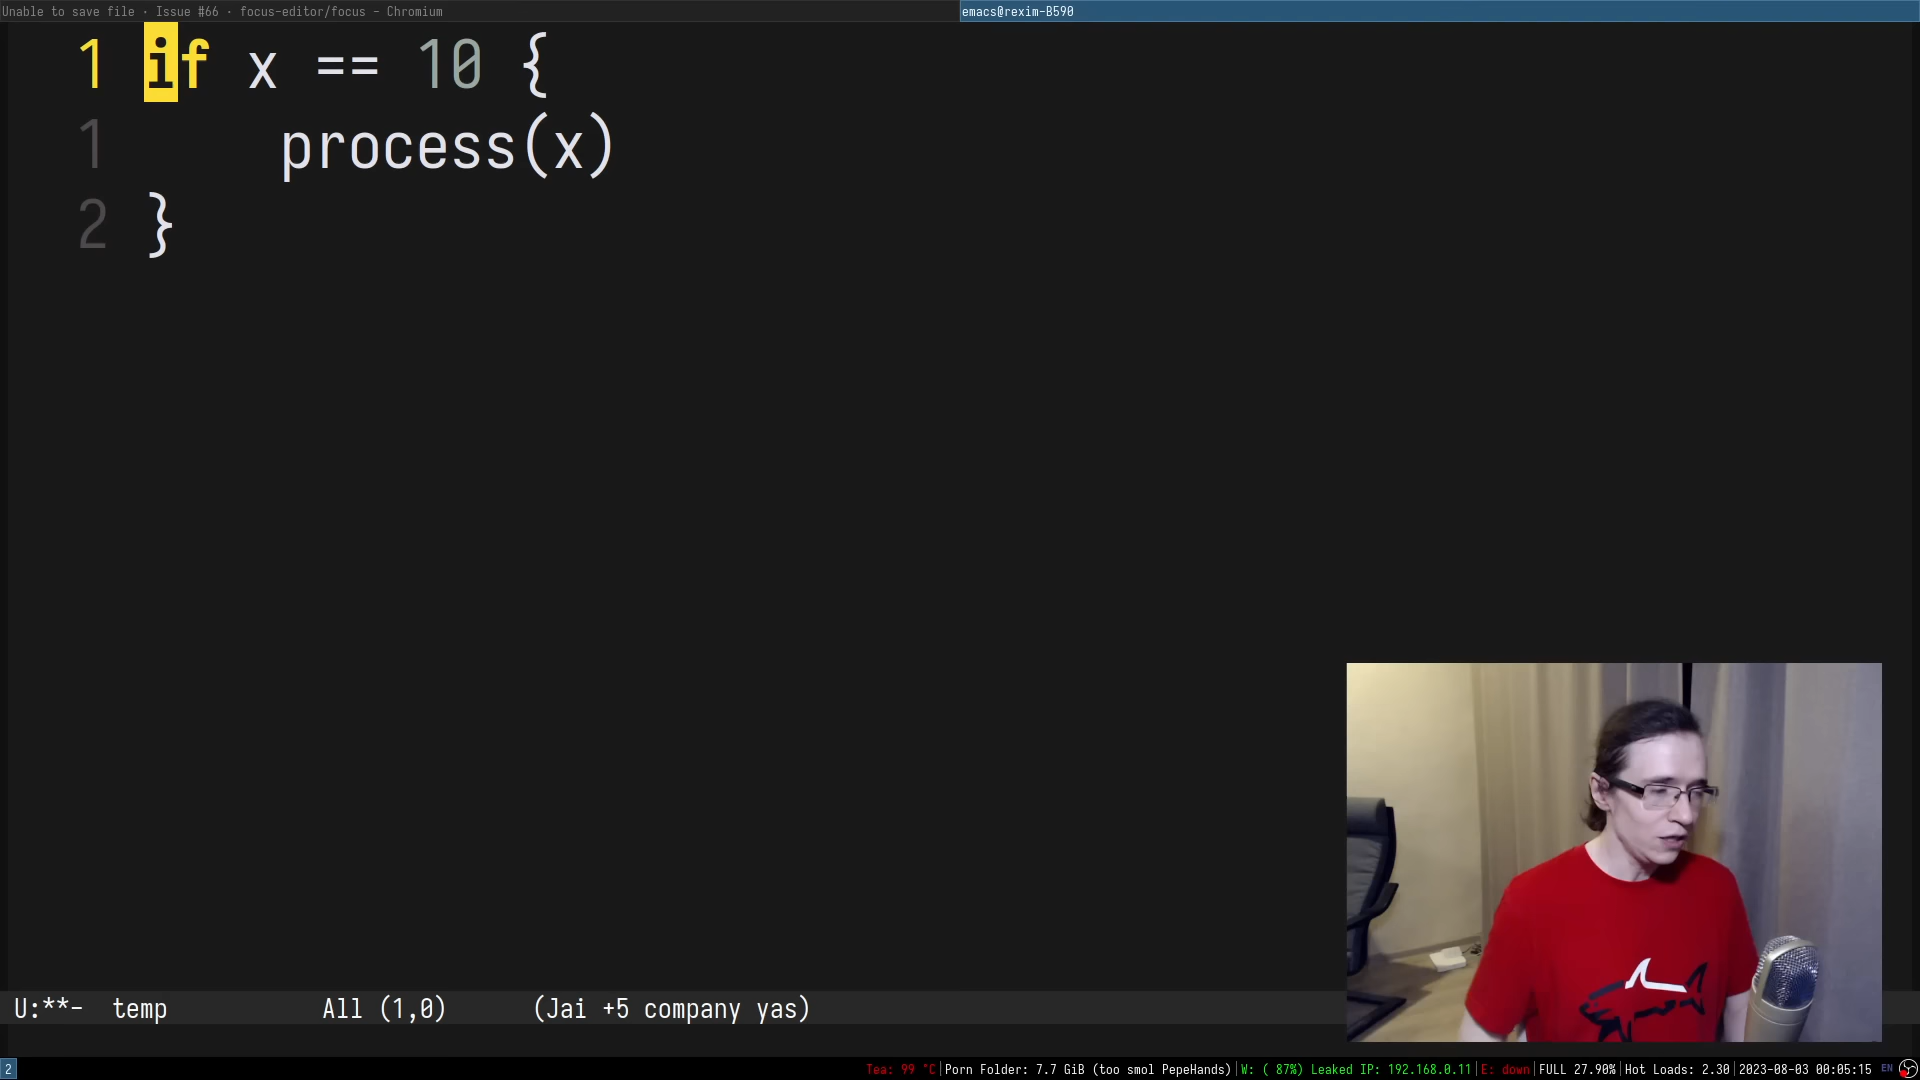 Unable to save file · Issue #66 · focus-editor/focus - Chromium
emacs@rexim-B590
1 if x == 10 {
1     process(x)
2 }
U:**-  temp          All (1,0)      (Jai +5 company yas)
2
Tea: 99 °C|Porn Folder: 7.7 GiB (too smol PepeHands)|W: ( 87%) Leaked IP: 192.168.0.11|E: down|FULL 27.90%|Hot Loads: 2.30|2023-08-03 00:05:15 EN